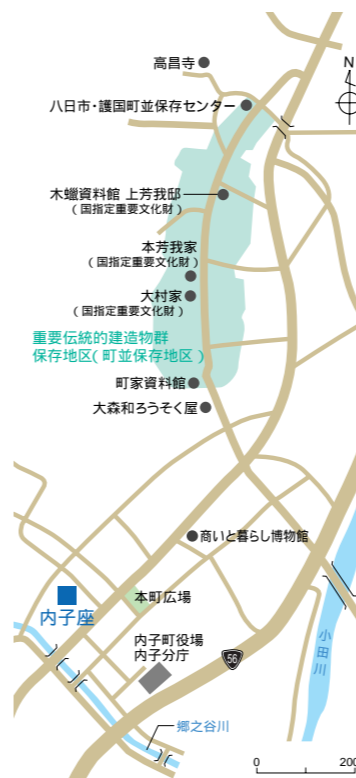 高昌寺
N
八日市・護国町並保存センター
木蠟資料館 上芳我邸
(国指定重要文化財)
本芳我家
(国指定重要文化財)
大村家
(国指定重要文化財)
重要伝統的建造物群
保存地区(町並保存地区)
町家資料館
大森和ろうそく屋
商いと暮らし博物館
本町広場
内子座
内子町役場
内子分庁
56
小田川
郷之谷川
0
200